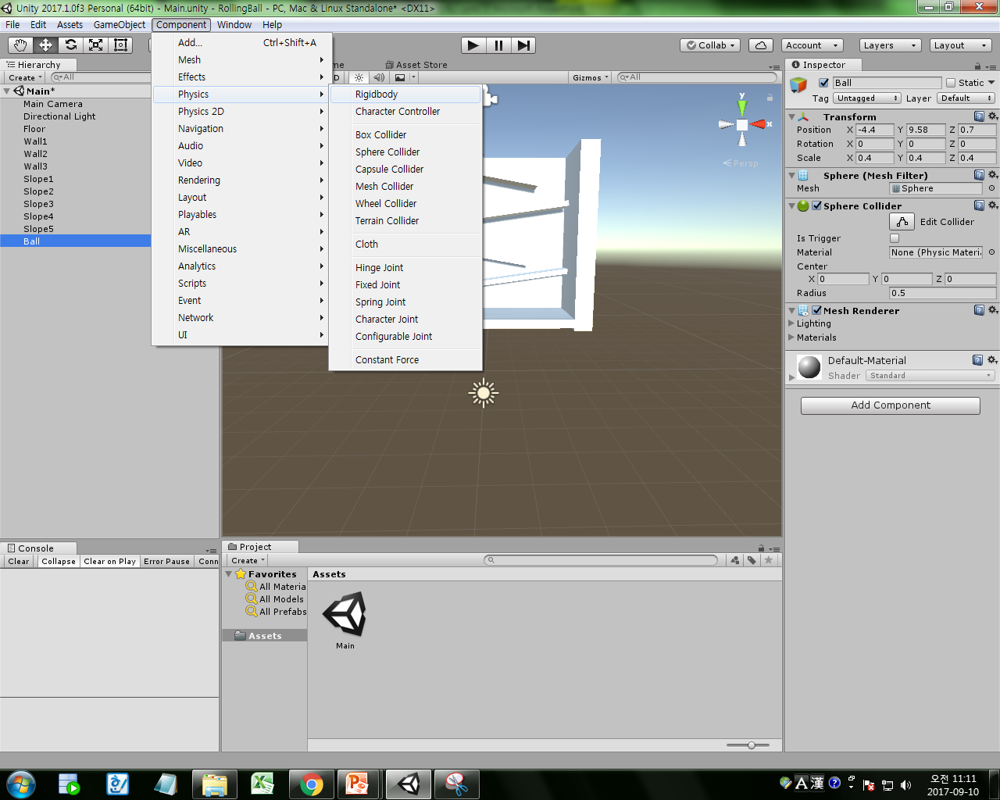 Unity 2017.1.0f3 Personal (64bit) - Main.unity - RollingBall - PC, Mac & Linux Standalone* <DX11>
File Edit Assets GameObject Component Window Help
Collab Account Layers Layout
Hierarchy
Create All
Main*
Main Camera
Directional Light
Floor
Wall1
Wall2
Wall3
Slope1
Slope2
Slope3
Slope4
Slope5
Ball
Add... Ctrl+Shift+A
Mesh
Effects
Physics
Physics 2D
Navigation
Audio
Video
Rendering
Layout
Playables
AR
Miscellaneous
Analytics
Scripts
Event
Network
UI
Rigidbody
Character Controller
Box Collider
Sphere Collider
Capsule Collider
Mesh Collider
Wheel Collider
Terrain Collider
Cloth
Hinge Joint
Fixed Joint
Spring Joint
Character Joint
Configurable Joint
Constant Force
me Asset Store
D Gizmos All
y
x
Persp
Inspector
Ball Static
Tag Untagged Layer Default
Transform
Position X -4.4 Y 9.58 Z 0.7
Rotation X 0 Y 0 Z 0
Scale X 0.4 Y 0.4 Z 0.4
Sphere (Mesh Filter)
Mesh Sphere
Sphere Collider
Edit Collider
Is Trigger
Material None (Physic Materi
Center
X 0 Y 0 Z 0
Radius 0.5
Mesh Renderer
Lighting
Materials
Default-Material
Shader Standard
Add Component
Console
Clear Collapse Clear on Play Error Pause Conn
Project
Create
Favorites
All Materia
All Models
All Prefabs
Assets
Assets
Main
A 漢
오전 11:11
2017-09-10